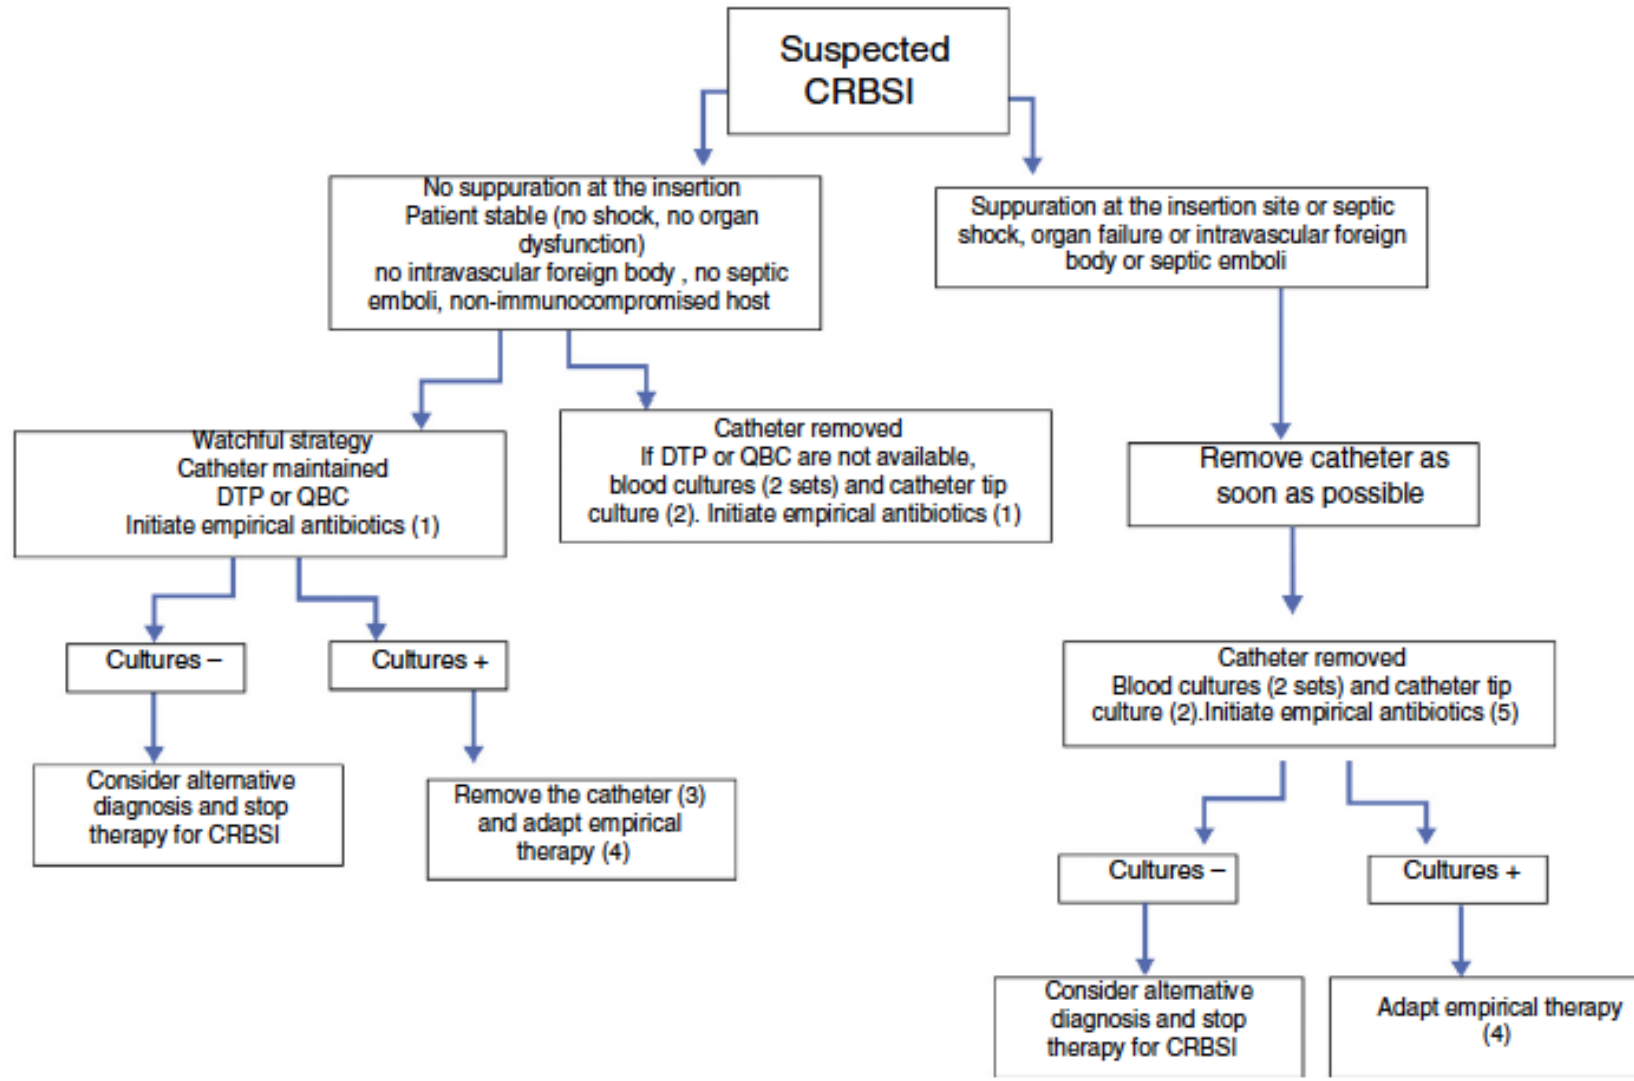 Suspected
CRBSI
No suppuration at the insertion
Patient stable (no shock, no organ
dysfunction)
no intravascular foreign body , no septic
emboli, non-immunocompromised host
Suppuration at the insertion site or septic
shock, organ failure or intravascular foreign
body or septic emboli
Watchful strategy
Catheter maintained
DTP or QBC
Initiate empirical antibiotics (1)
Catheter removed
If DTP or QBC are not available,
blood cultures (2 sets) and catheter tip
culture (2). Initiate empirical antibiotics (1)
Remove catheter as
soon as possible
Cultures –
Cultures +
Catheter removed
Blood cultures (2 sets) and catheter tip
culture (2).Initiate empirical antibiotics (5)
Consider alternative
diagnosis and stop
therapy for CRBSI
Remove the catheter (3)
and adapt empirical
therapy (4)
Cultures –
Cultures +
Consider alternative
diagnosis and stop
therapy for CRBSI
Adapt empirical therapy
(4)